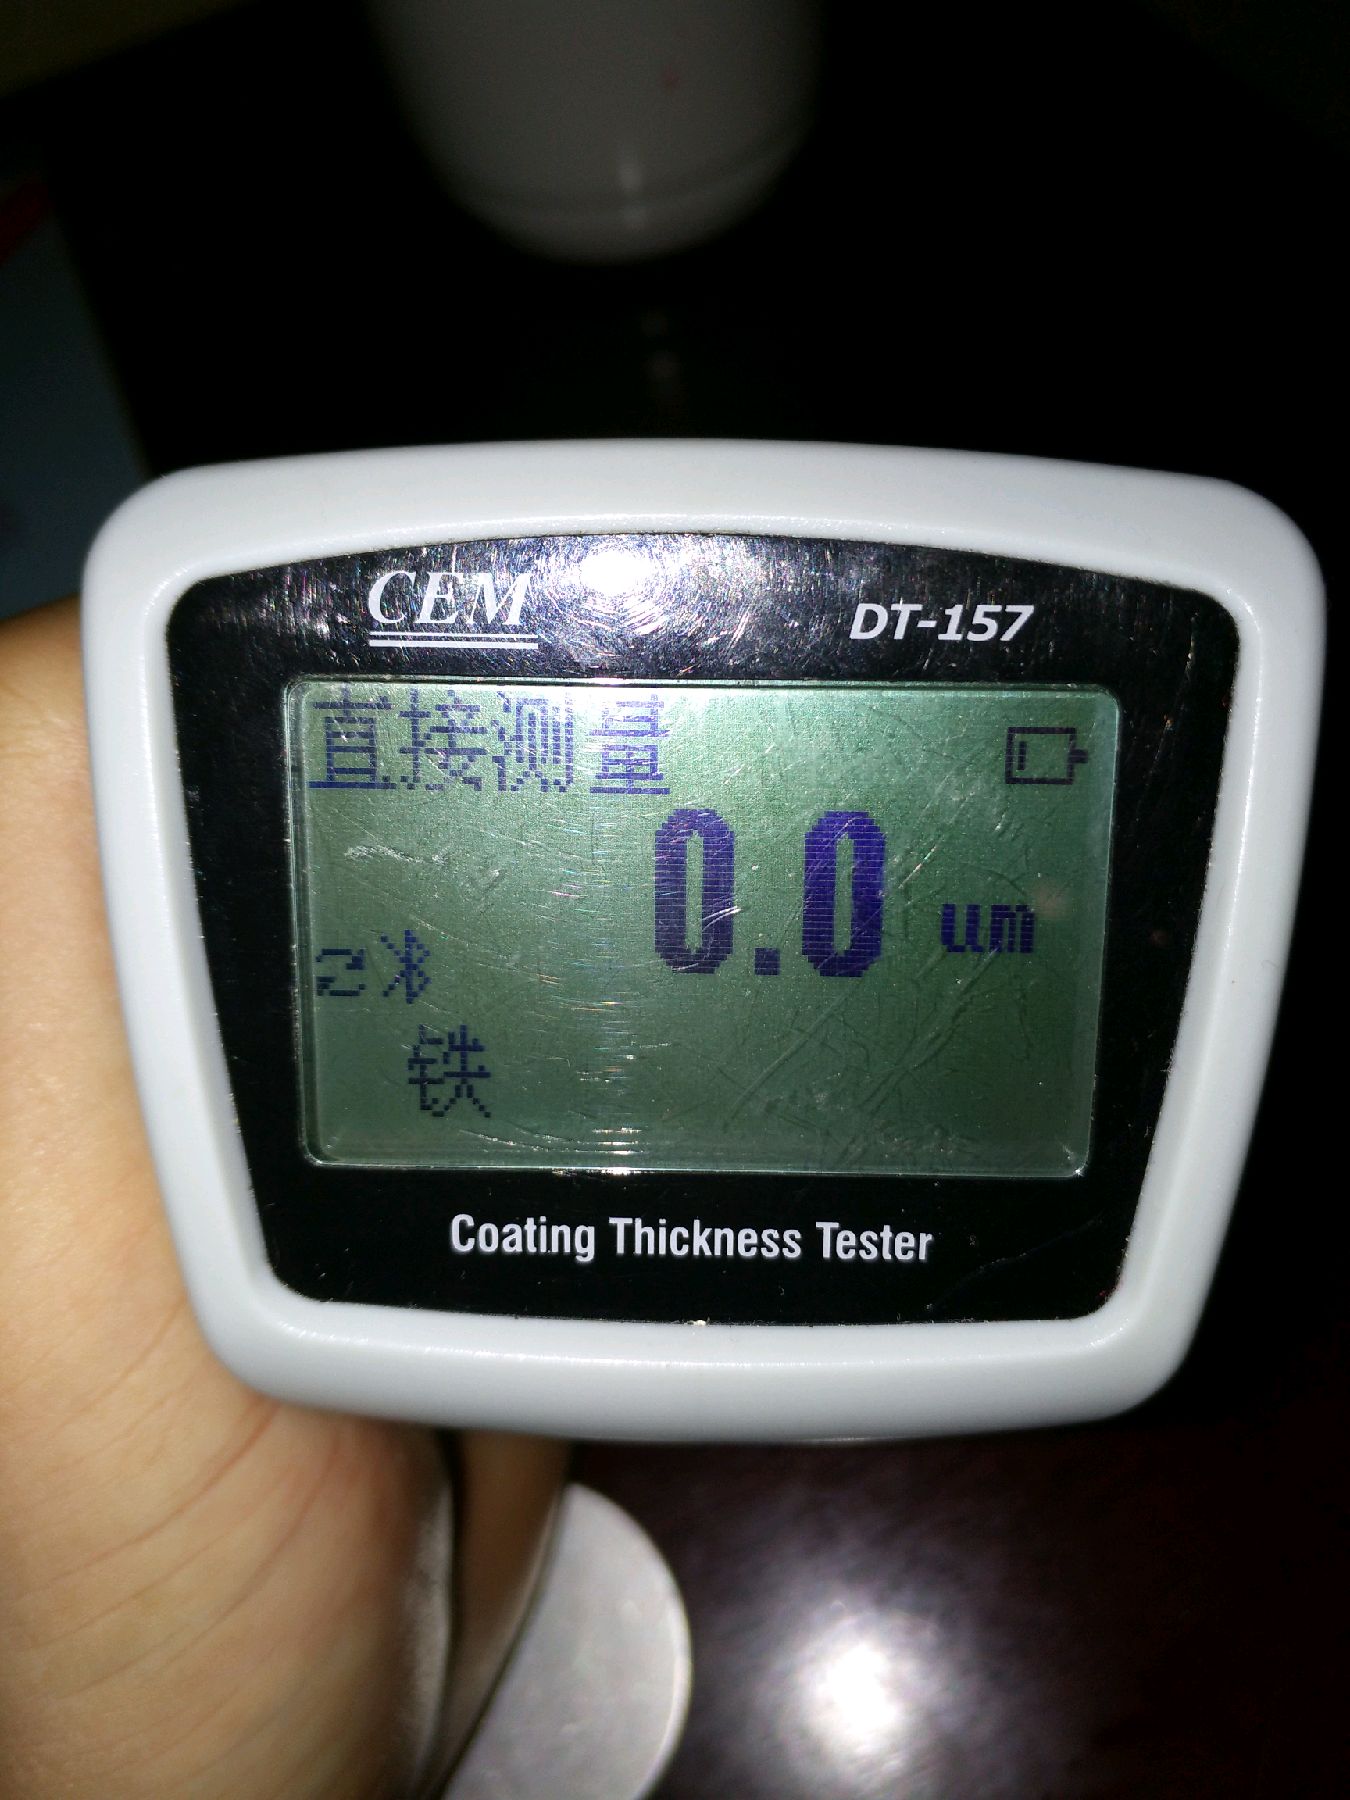 CEM DT-157
直接测量
0.0 um
铁
Coating Thickness Tester